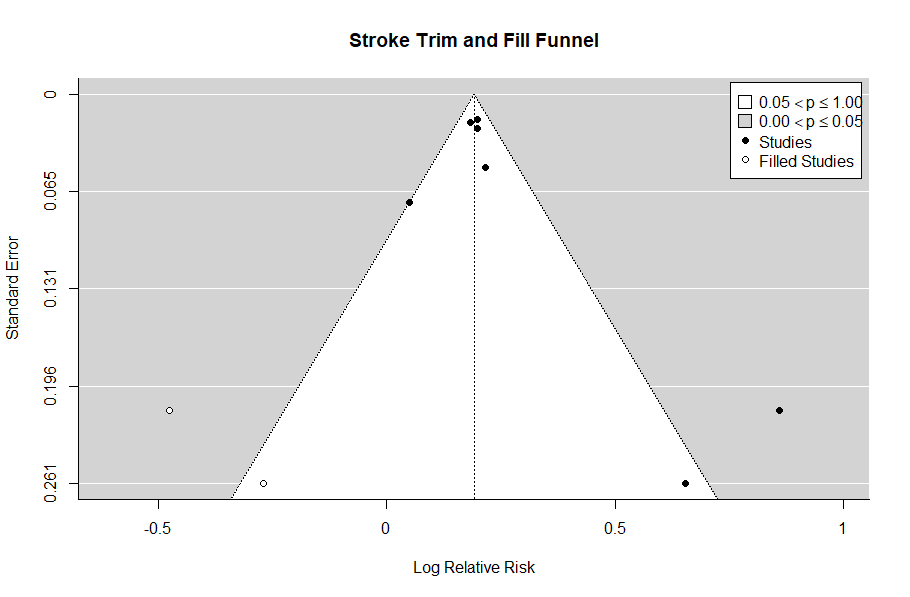 Stroke Trim and Fill Funnel
0.05 < p ≤ 1.00
0.00 < p ≤ 0.05
Studies
Filled Studies
Standard Error
0
0.065
0.131
0.196
0.261
-0.5
0
0.5
1
Log Relative Risk